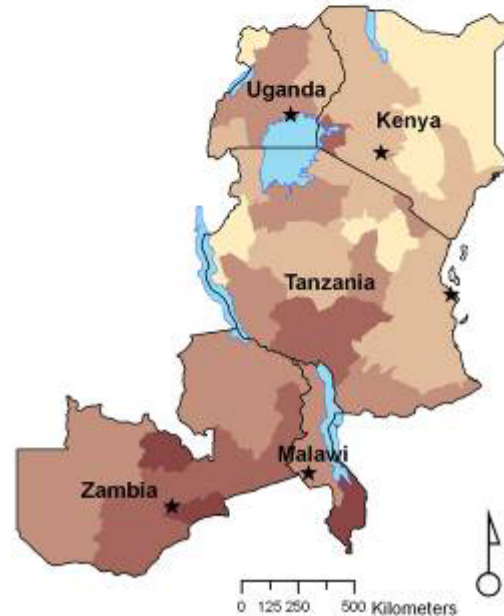 Uganda
Kenya
Tanzania
Malawi
Zambia
0 125 250 500 Kilometers